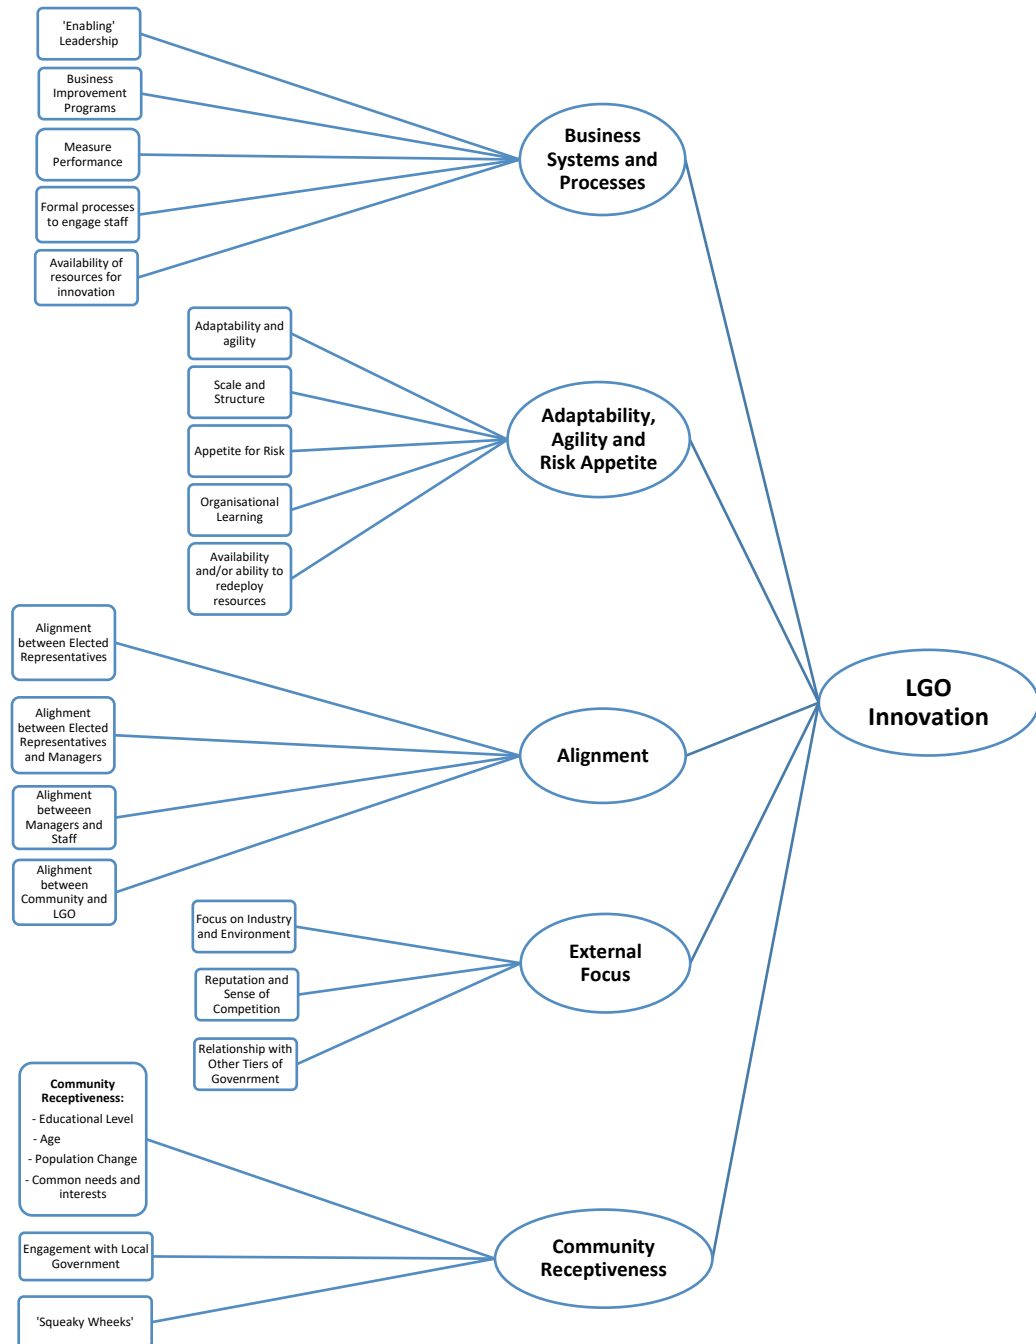 'Enabling'
Leadership
Business
Improvement
Programs
Measure
Performance
Formal processes
to engage staff
Availability of
resources for
innovation
Business
Systems and
Processes
Adaptability and
agility
Scale and
Structure
Appetite for Risk
Organisational
Learning
Availability
and/or ability to
redeploy
resources
Adaptability,
Agility and
Risk Appetite
Alignment
between Elected
Representatives
Alighment
between Elected
Representatives
and Managers
Alighment
betweeen
Managers and
Staff
Alighment
between
Community and
LGO
Alignment
LGO
Innovation
Focus on Industry
and Environment
Reputation and
Sense of
Competition
Relationship with
Other Tiers of
Govenrment
External
Focus
Community
Receptiveness:
- Educational Level
- Age
- Population Change
- Common needs and
interests
Engagement with Local
Government
'Squeaky Wheeks'
Community
Receptiveness